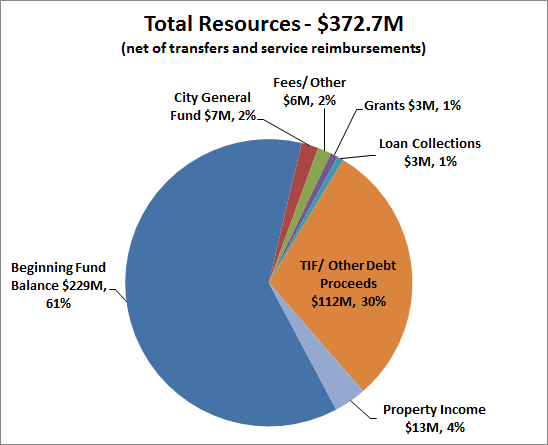 Total Resources - $372.7M
(net of transfers and service reimbursements)
Fees/ Other
$6M, 2%
City General
Fund $7M, 2%
Grants $3M, 1%
Loan Collections
$3M, 1%
TIF/ Other Debt
Proceeds
$112M, 30%
Beginning Fund
Balance $229M,
61%
Property Income
$13M, 4%